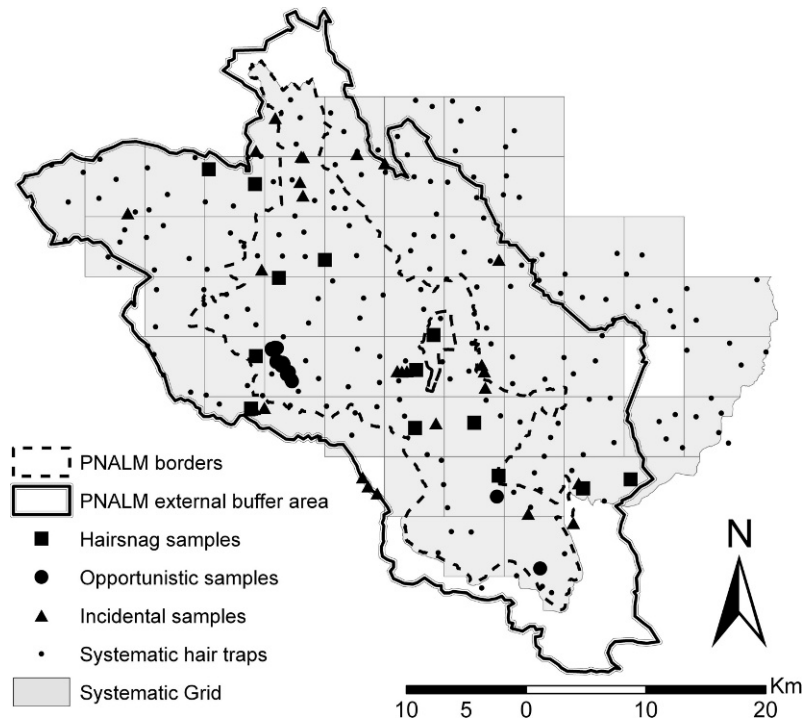 PNALM borders
PNALM external buffer area
Hairsnag samples
Opportunistic samples
Incidental samples
Systematic hair traps
Systematic Grid
N
Km
10 5 0 10 20